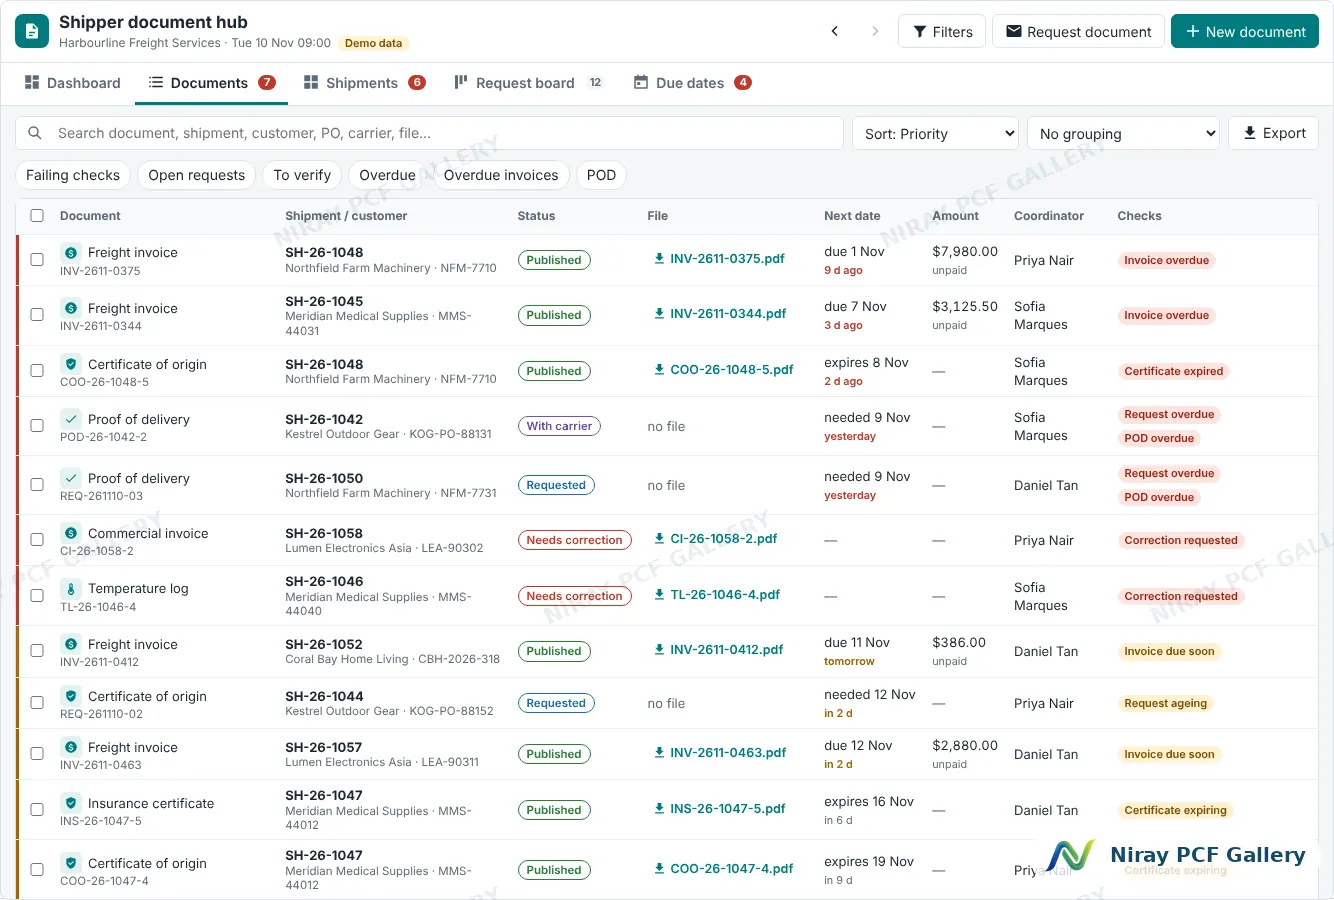 Shipper document hub
Harbourline Freight Services · Tue 10 Nov 09:00 Demo data
Filters
Request document
New document
Dashboard
Documents 7
Shipments 6
Request board 12
Due dates 4
Search document, shipment, customer, PO, carrier, file...
Sort: Priority
No grouping
Export
Failing checks
Open requests
To verify
Overdue
Overdue invoices
POD
Document Shipment / customer Status File Next date Amount Coordinator Checks
Freight invoice
INV-2611-0375
SH-26-1048
Northfield Farm Machinery · NFM-7710
Published
INV-2611-0375.pdf
due 1 Nov
9 d ago
$7,980.00
unpaid
Priya Nair
Invoice overdue
Freight invoice
INV-2611-0344
SH-26-1045
Meridian Medical Supplies · MMS-
44031
Published
INV-2611-0344.pdf
due 7 Nov
3 d ago
$3,125.50
unpaid
Sofia
Marques
Invoice overdue
Certificate of origin
COO-26-1048-5
SH-26-1048
Northfield Farm Machinery · NFM-7710
Published
COO-26-1048-5.pdf
expires 8 Nov
2 d ago
—
Sofia
Marques
Certificate expired
Proof of delivery
POD-26-1042-2
SH-26-1042
Kestrel Outdoor Gear · KOG-PO-88131
With carrier
no file
needed 9 Nov
yesterday
—
Sofia
Marques
Request overdue
POD overdue
Proof of delivery
REQ-261110-03
SH-26-1050
Northfield Farm Machinery · NFM-7731
Requested
no file
needed 9 Nov
yesterday
—
Daniel Tan
Request overdue
POD overdue
Commercial invoice
CI-26-1058-2
SH-26-1058
Lumen Electronics Asia · LEA-90302
Needs correction
CI-26-1058-2.pdf
—
—
Priya Nair
Correction requested
Temperature log
TL-26-1046-4
SH-26-1046
Meridian Medical Supplies · MMS-
44040
Needs correction
TL-26-1046-4.pdf
—
—
Sofia
Marques
Correction requested
Freight invoice
INV-2611-0412
SH-26-1052
Coral Bay Home Living · CBH-2026-318
Published
INV-2611-0412.pdf
due 11 Nov
tomorrow
$386.00
unpaid
Daniel Tan
Invoice due soon
Certificate of origin
REQ-261110-02
SH-26-1044
Kestrel Outdoor Gear · KOG-PO-88152
Requested
no file
needed 12 Nov
in 2 d
—
Priya Nair
Request ageing
Freight invoice
INV-2611-0463
SH-26-1057
Lumen Electronics Asia · LEA-90311
Published
INV-2611-0463.pdf
due 12 Nov
in 2 d
$2,880.00
unpaid
Daniel Tan
Invoice due soon
Insurance certificate
INS-26-1047-5
SH-26-1047
Meridian Medical Supplies · MMS-
44012
Published
INS-26-1047-5.pdf
expires 16 Nov
in 6 d
—
Daniel Tan
Certificate expiring
Certificate of origin
COO-26-1047-4
SH-26-1047
Meridian Medical Supplies · MMS-
44012
Published
COO-26-1047-4.pdf
expires 19 Nov
in 9 d
—
Priya Nair
Certificate expiring
Niray PCF Gallery
NIRAY PCF GALLERY
NIRAY PCF GALLERY
PCF GALLERY
NIRAY PCF GALLERY
NIRAY PCF GALL